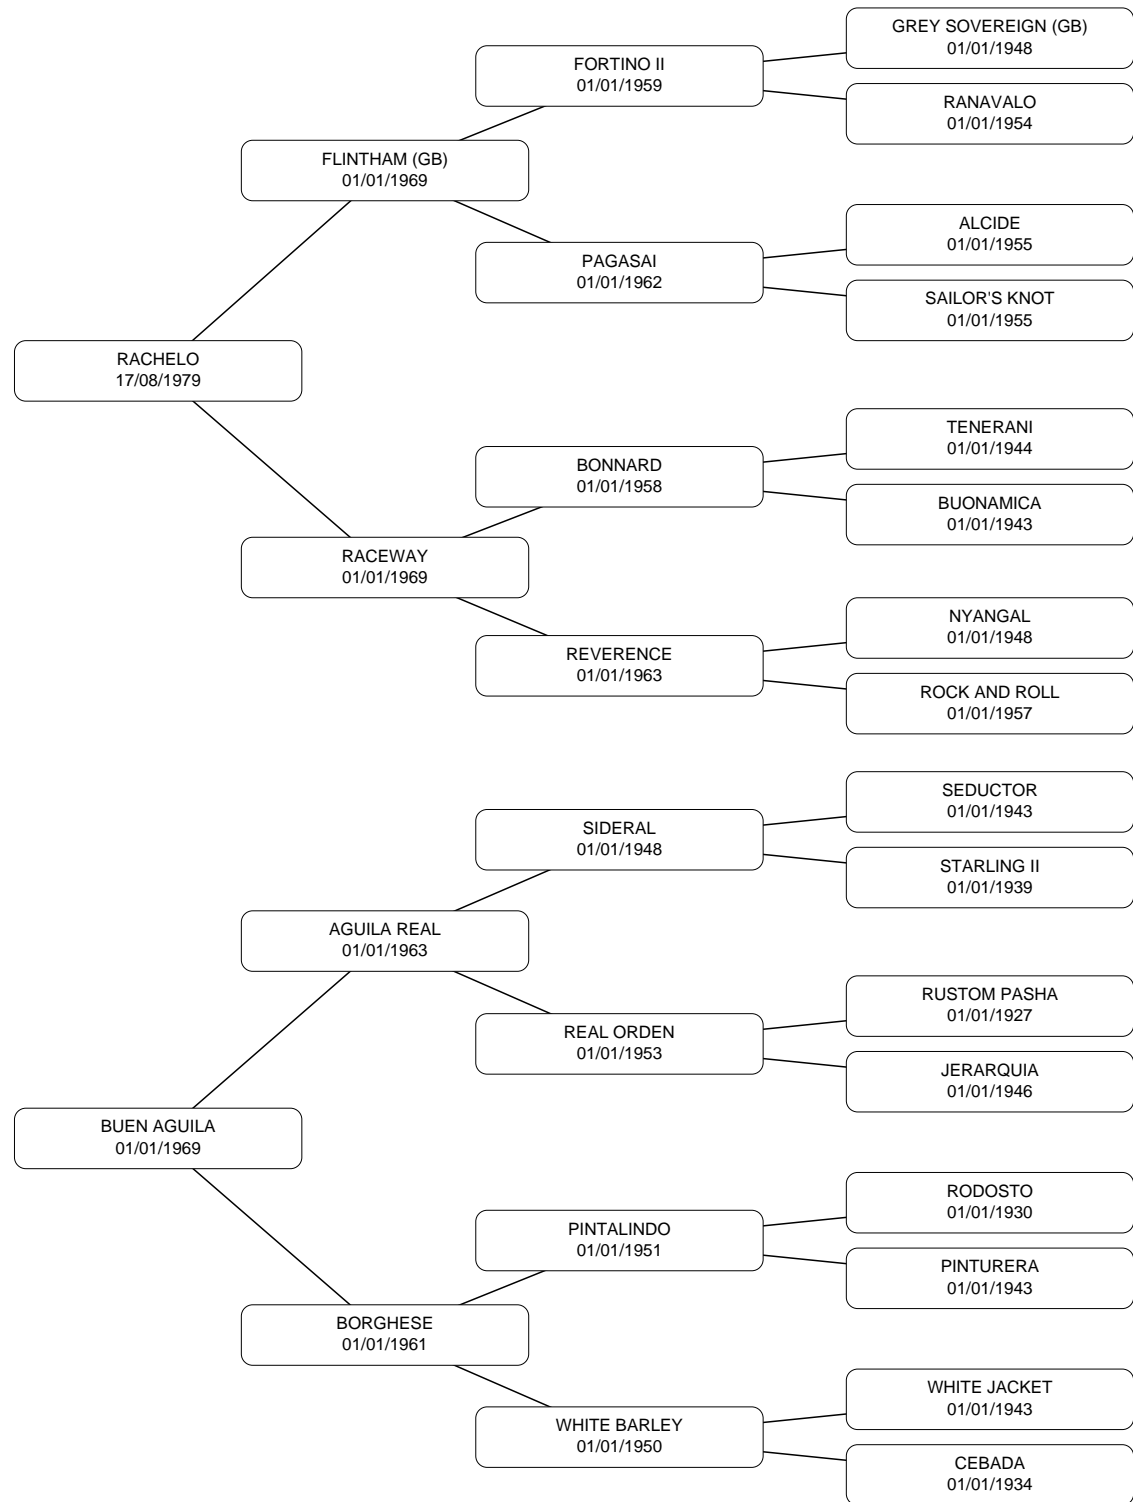 GREY SOVEREIGN (GB)
01/01/1948
FORTINO II
01/01/1959
RANAVALO
01/01/1954
FLINTHAM (GB)
01/01/1969
ALCIDE
01/01/1955
PAGASAI
01/01/1962
SAILOR'S KNOT
01/01/1955
RACHELO
17/08/1979
TENERANI
01/01/1944
BONNARD
01/01/1958
BUONAMICA
01/01/1943
RACEWAY
01/01/1969
NYANGAL
01/01/1948
REVERENCE
01/01/1963
ROCK AND ROLL
01/01/1957
SEDUCTOR
01/01/1943
SIDERAL
01/01/1948
STARLING II
01/01/1939
AGUILA REAL
01/01/1963
RUSTOM PASHA
01/01/1927
REAL ORDEN
01/01/1953
JERARQUIA
01/01/1946
BUEN AGUILA
01/01/1969
RODOSTO
01/01/1930
PINTALINDO
01/01/1951
PINTURERA
01/01/1943
BORGHESE
01/01/1961
WHITE JACKET
01/01/1943
WHITE BARLEY
01/01/1950
CEBADA
01/01/1934